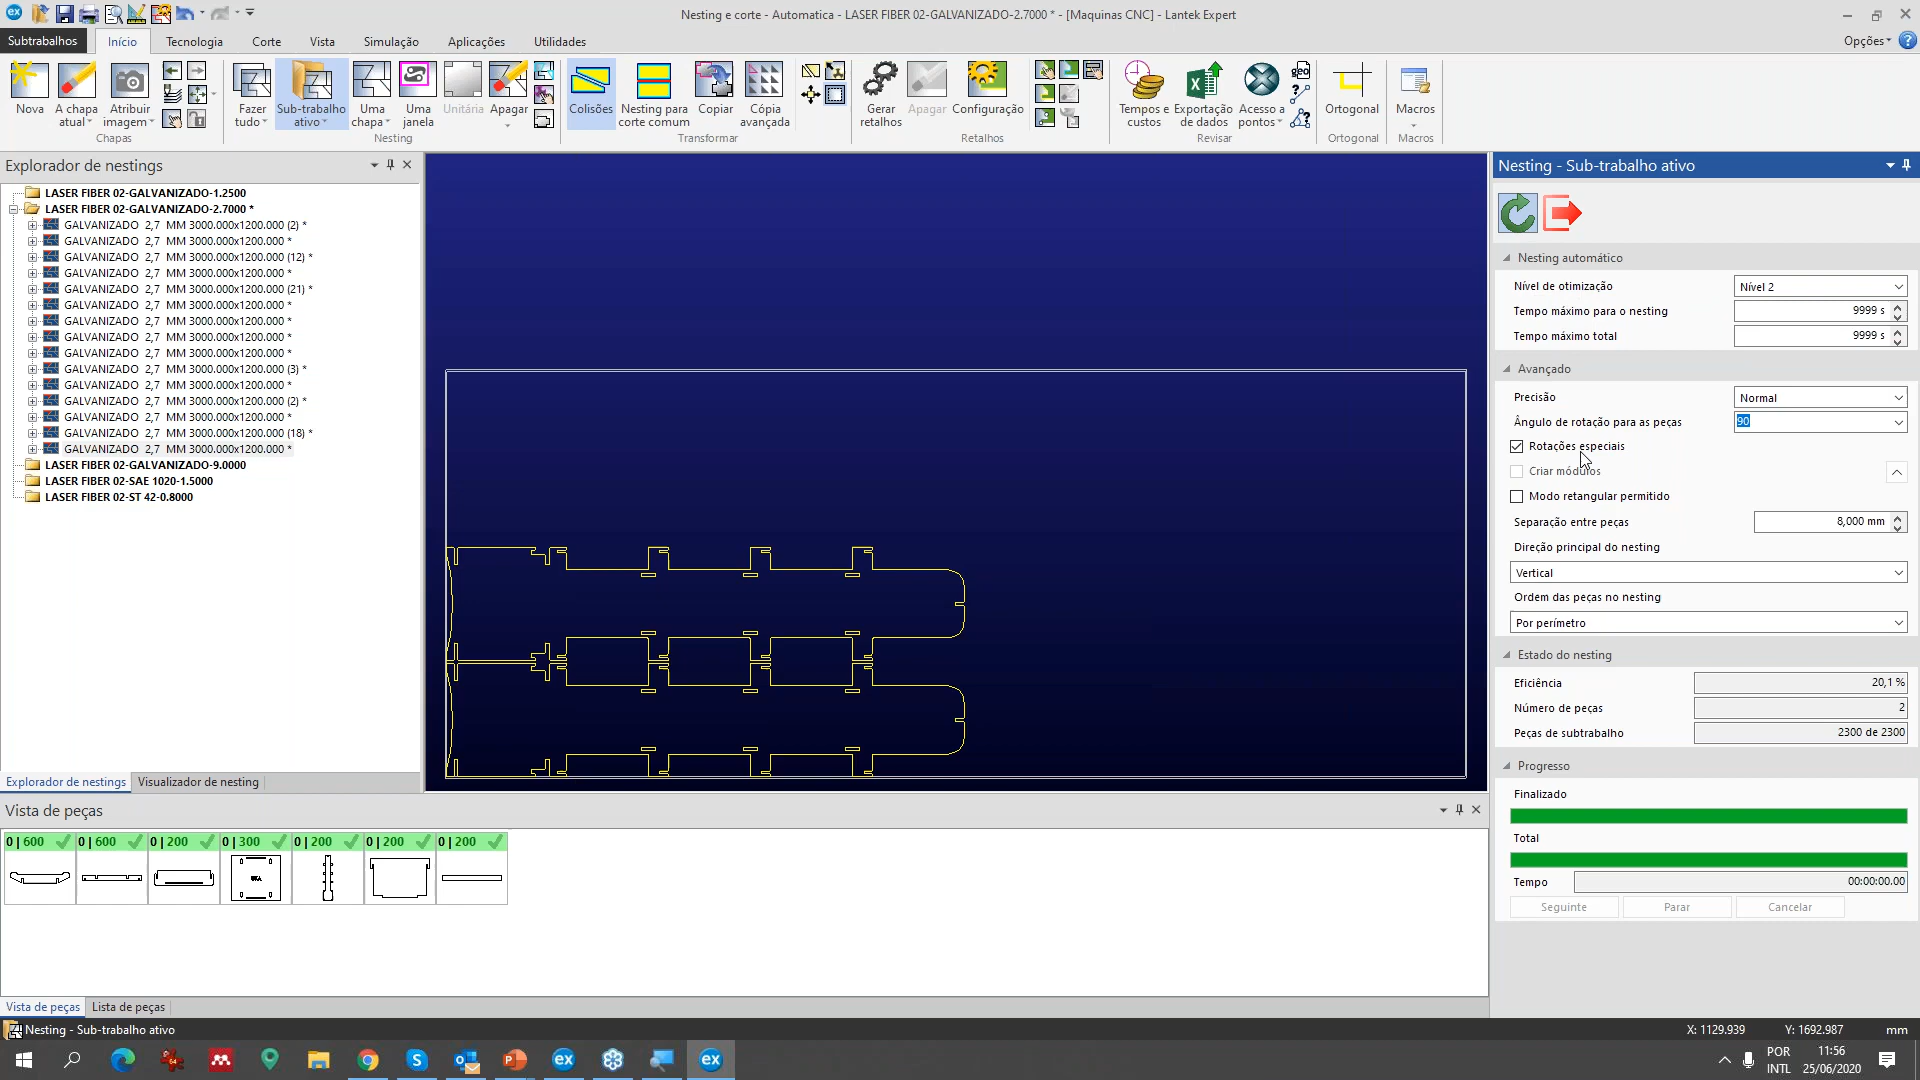 Nesting e corte - Automatica - LASER FIBER 02-GALVANIZADO-2.7000 * - [Maquinas CNC] - Lantek Expert
Subtrabalhos Início Tecnologia Corte Vista Simulação Aplicações Utilidades Opções
Nova
A chapa atual
Atribuir imagem
Chapas
Fazer tudo
Sub-trabalho ativo
Uma chapa
Uma janela
Unitária
Apagar
Nesting
Colisões
Nesting para corte comum
Copiar
Cópia avançada
Transformar
Gerar retalhos
Apagar
Configuração
Retalhos
Tempos e custos
Exportação de dados
Acesso a pontos
Revisar
Ortogonal
Ortogonal
Macros
Macros
Explorador de nestings
LASER FIBER 02-GALVANIZADO-1.2500
LASER FIBER 02-GALVANIZADO-2.7000 *
GALVANIZADO 2,7 MM 3000.000x1200.000 (2) *
GALVANIZADO 2,7 MM 3000.000x1200.000 *
GALVANIZADO 2,7 MM 3000.000x1200.000 (12) *
GALVANIZADO 2,7 MM 3000.000x1200.000 *
GALVANIZADO 2,7 MM 3000.000x1200.000 (21) *
GALVANIZADO 2,7 MM 3000.000x1200.000 *
GALVANIZADO 2,7 MM 3000.000x1200.000 *
GALVANIZADO 2,7 MM 3000.000x1200.000 *
GALVANIZADO 2,7 MM 3000.000x1200.000 *
GALVANIZADO 2,7 MM 3000.000x1200.000 (3) *
GALVANIZADO 2,7 MM 3000.000x1200.000 *
GALVANIZADO 2,7 MM 3000.000x1200.000 (2) *
GALVANIZADO 2,7 MM 3000.000x1200.000 *
GALVANIZADO 2,7 MM 3000.000x1200.000 (18) *
GALVANIZADO 2,7 MM 3000.000x1200.000 *
LASER FIBER 02-GALVANIZADO-9.0000
LASER FIBER 02-SAE 1020-1.5000
LASER FIBER 02-ST 42-0.8000
Explorador de nestings Visualizador de nesting
Vista de peças
0 | 600 0 | 600 0 | 200 0 | 300 0 | 200 0 | 200 0 | 200
Vista de peças Lista de peças
Nesting - Sub-trabalho ativo
Nesting automático
Nível de otimização Nível 2
Tempo máximo para o nesting 9999 s
Tempo máximo total 9999 s
Avançado
Precisão Normal
Ângulo de rotação para as peças 90
Rotações especiais
Criar módulos
Modo retangular permitido
Separação entre peças 8,000 mm
Direção principal do nesting
Vertical
Ordem das peças no nesting
Por perímetro
Estado do nesting
Eficiência 20,1 %
Número de peças 2
Peças de subtrabalho 2300 de 2300
Progresso
Finalizado
Total
Tempo 00:00:00.00
Seguinte Parar Cancelar
Nesting - Sub-trabalho ativo X: 1129.939 Y: 1692.987 mm
POR
INTL
11:56
25/06/2020